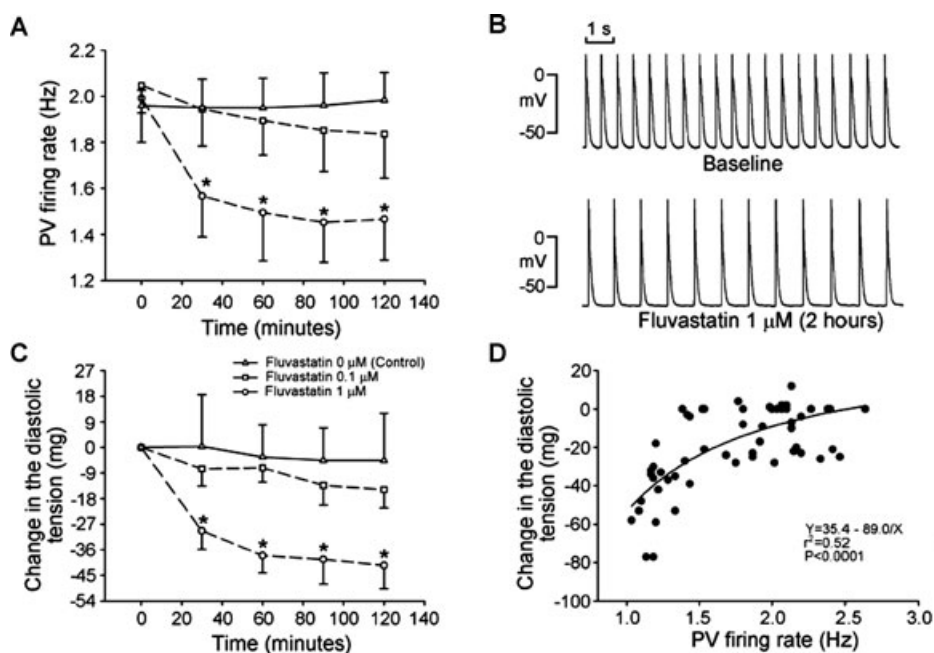 A
PV firing rate (Hz)
2.2
2.0
1.8
1.6
1.4
1.2
*
*
*
*
0 20 40 60 80 100 120 140
Time (minutes)
B
1 s
0
mV
-50
Baseline
0
mV
-50
Fluvastatin 1 μM (2 hours)
C
Change in the diastolic
tension (mg)
27
18
9
0
-9
-18
-27
-36
-45
-54
Fluvastatin 0 μM (Control)
Fluvastatin 0.1 μM
Fluvastatin 1 μM
*
*
*
*
0 20 40 60 80 100 120 140
Time (minutes)
D
Change in the diastolic
tension (mg)
20
0
-20
-40
-60
-80
-100
Y=35.4 - 89.0/X
r²=0.52
P<0.0001
1.0 1.5 2.0 2.5 3.0
PV firing rate (Hz)